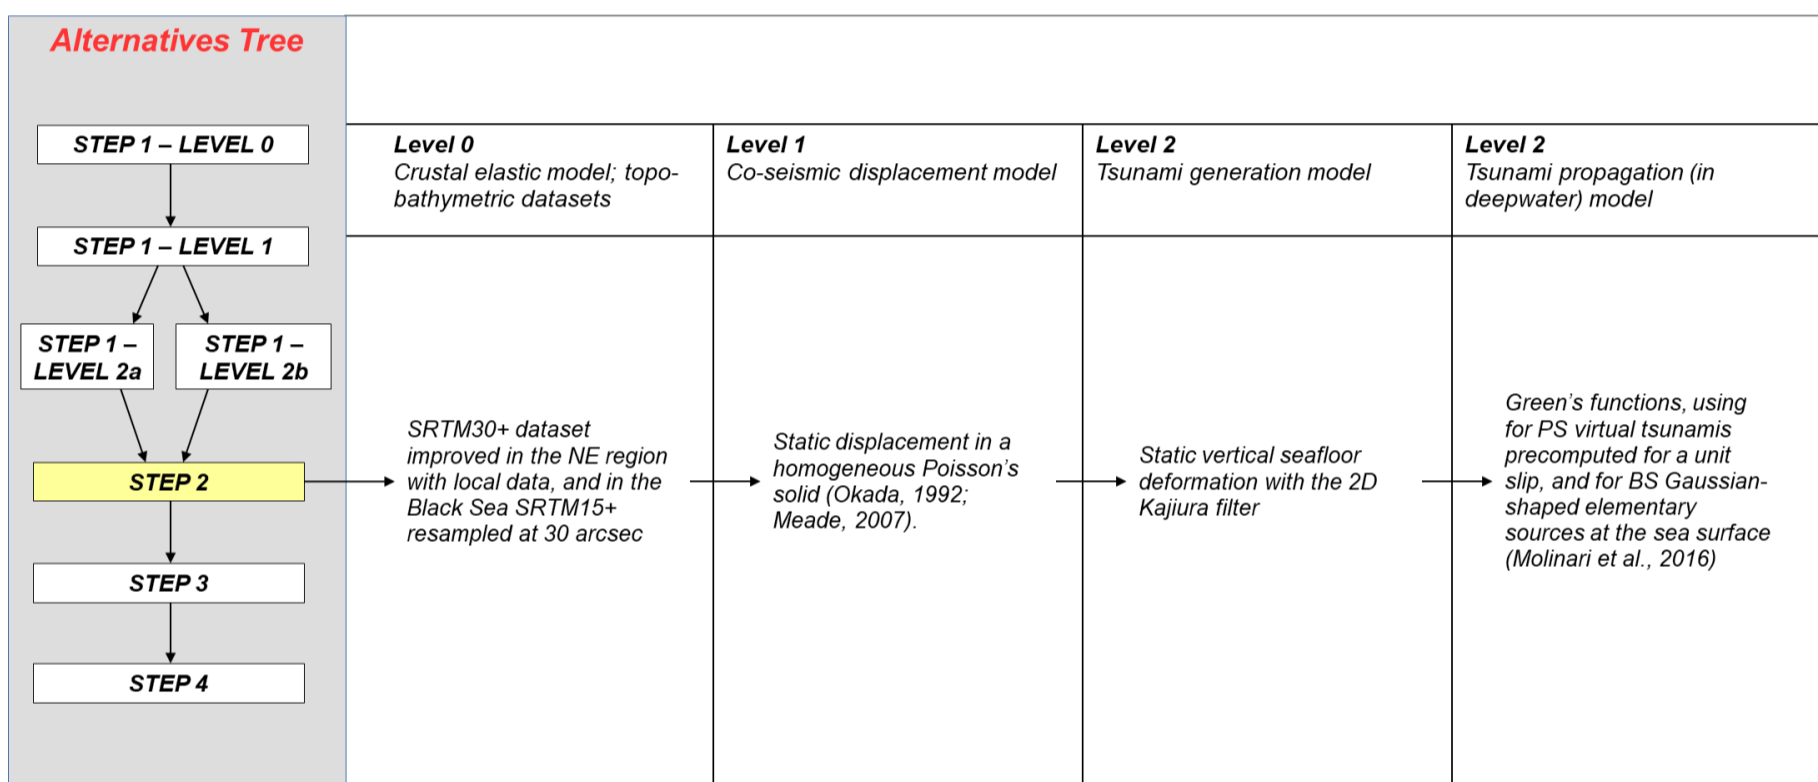 Alternatives Tree
STEP 1 – LEVEL 0
STEP 1 – LEVEL 1
STEP 1 –
LEVEL 2a
STEP 1 –
LEVEL 2b
STEP 2
STEP 3
STEP 4
Level 0
Crustal elastic model; topo-
bathymetric datasets
Level 1
Co-seismic displacement model
Level 2
Tsunami generation model
Level 2
Tsunami propagation (in
deepwater) model
SRTM30+ dataset
improved in the NE region
with local data, and in the
Black Sea SRTM15+
resampled at 30 arcsec
Static displacement in a
homogeneous Poisson's
solid (Okada, 1992;
Meade, 2007).
Static vertical seafloor
deformation with the 2D
Kajiura filter
Green's functions, using
for PS virtual tsunamis
precomputed for a unit
slip, and for BS Gaussian-
shaped elementary
sources at the sea surface
(Molinari et al., 2016)